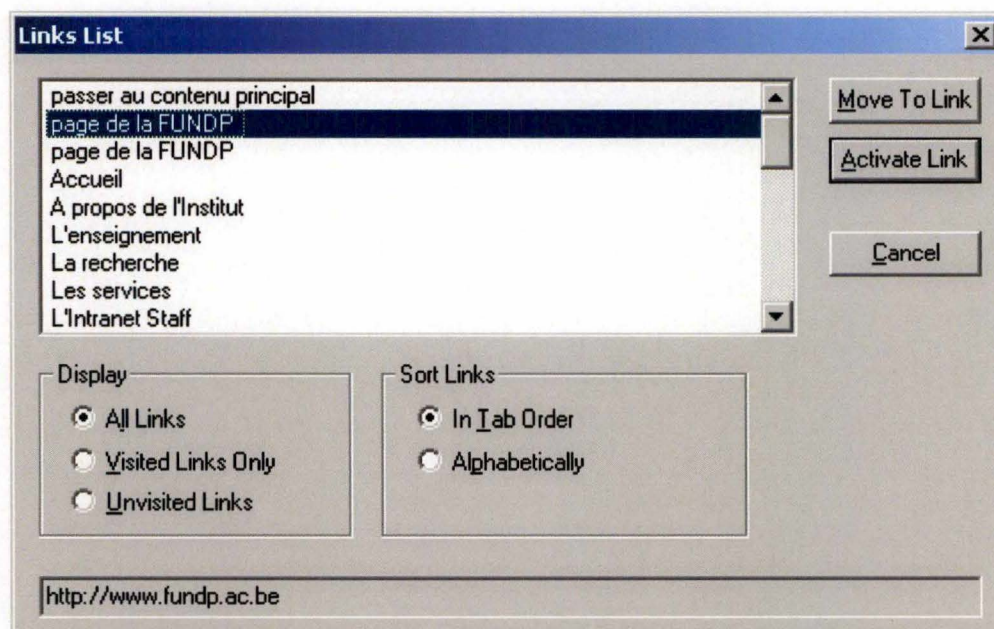 Links List
passer au contenu principal
page de la FUNDP
page de la FUNDP
Accueil
A propos de l'Institut
L'enseignement
La recherche
Les services
L'Intranet Staff
Move To Link
Activate Link
Cancel
Display
All Links
Visited Links Only
Unvisited Links
Sort Links
In Tab Order
Alphabetically
http://www.fundp.ac.be